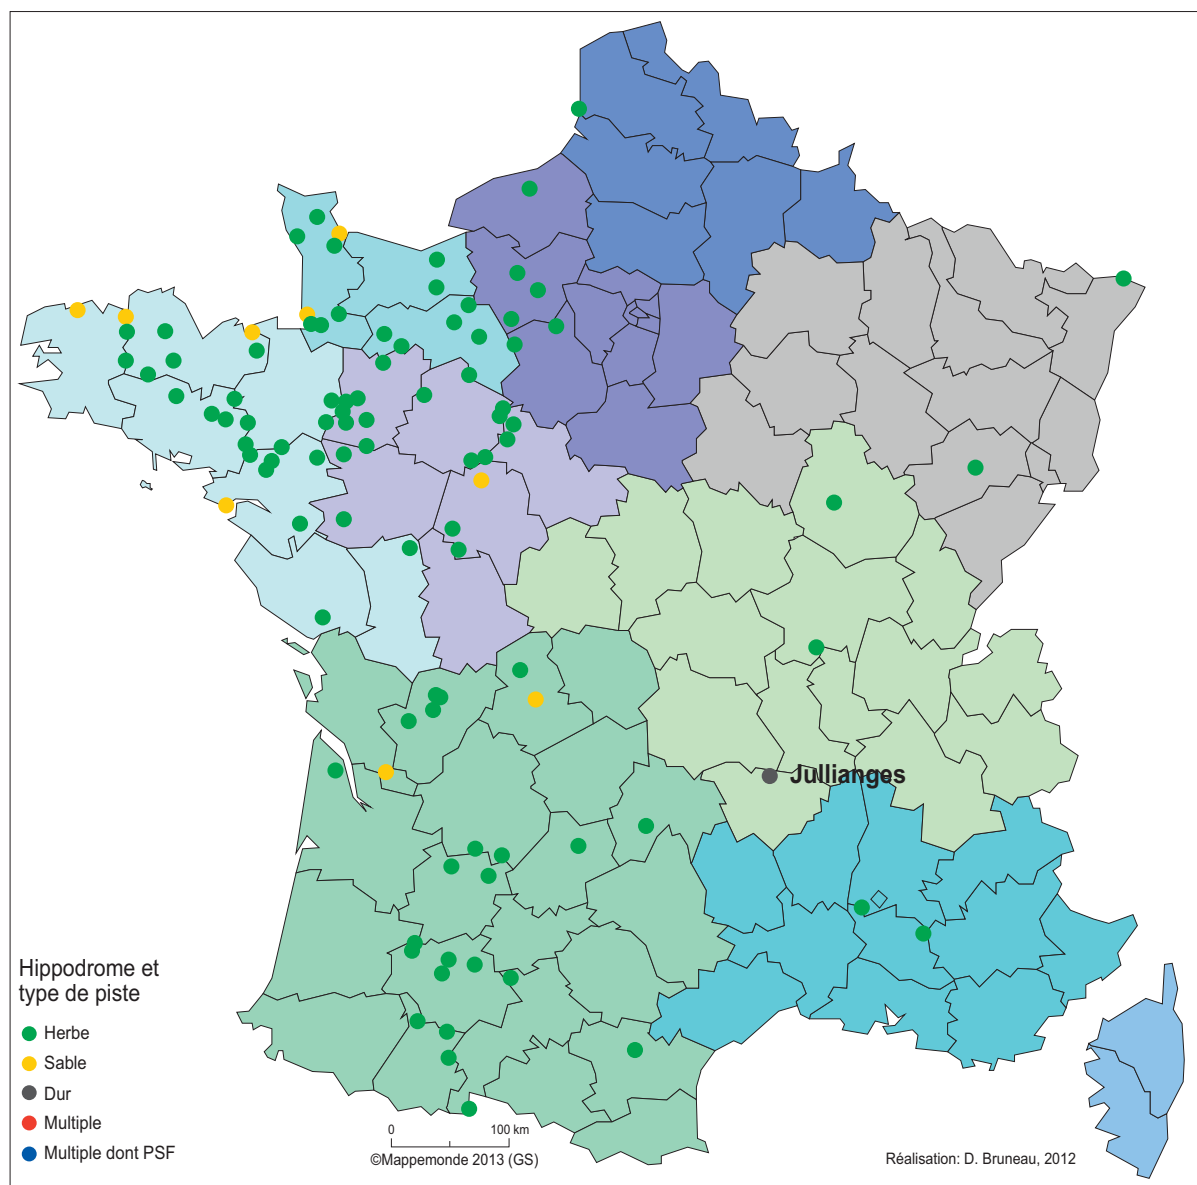 Jullianges
Hippodrome et
type de piste
Herbe
Sable
Dur
Multiple
Multiple dont PSF
0 100 km
©Mappemonde 2013 (GS)
Réalisation: D. Bruneau, 2012